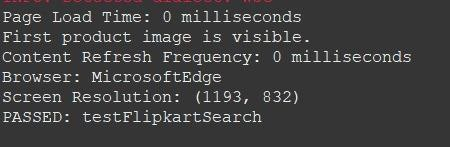 Page Load Time: 0 milliseconds
First product image is visible.
Content Refresh Frequency: 0 milliseconds
Browser: MicrosoftEdge
Screen Resolution: (1193, 832)
PASSED: testFlipkartSearch